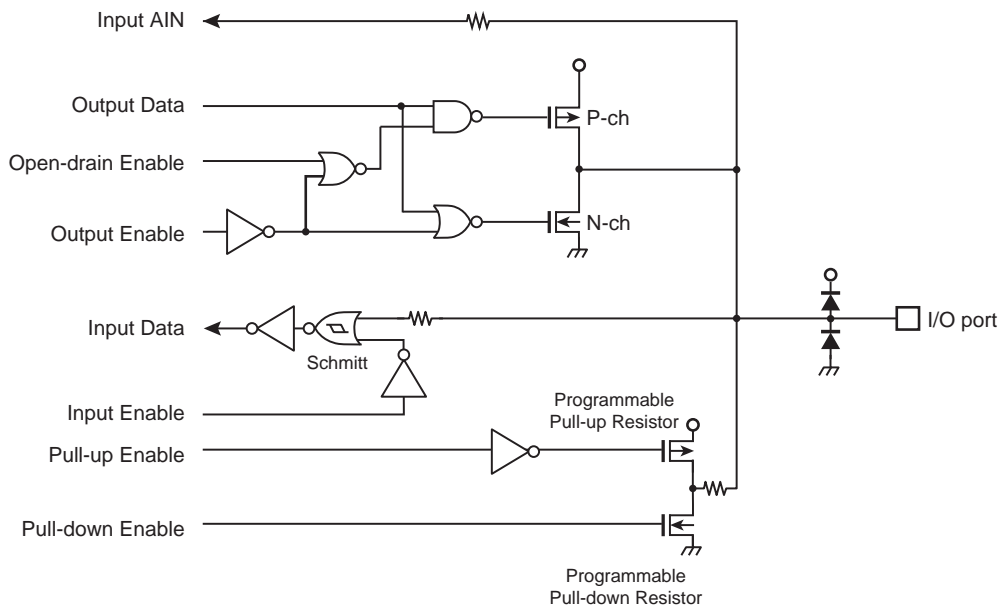 Input AIN
Output Data
P-ch
Open-drain Enable
N-ch
Output Enable
Input Data
Schmitt
I/O port
Input Enable
Programmable
Pull-up Resistor
Pull-up Enable
Pull-down Enable
Programmable
Pull-down Resistor